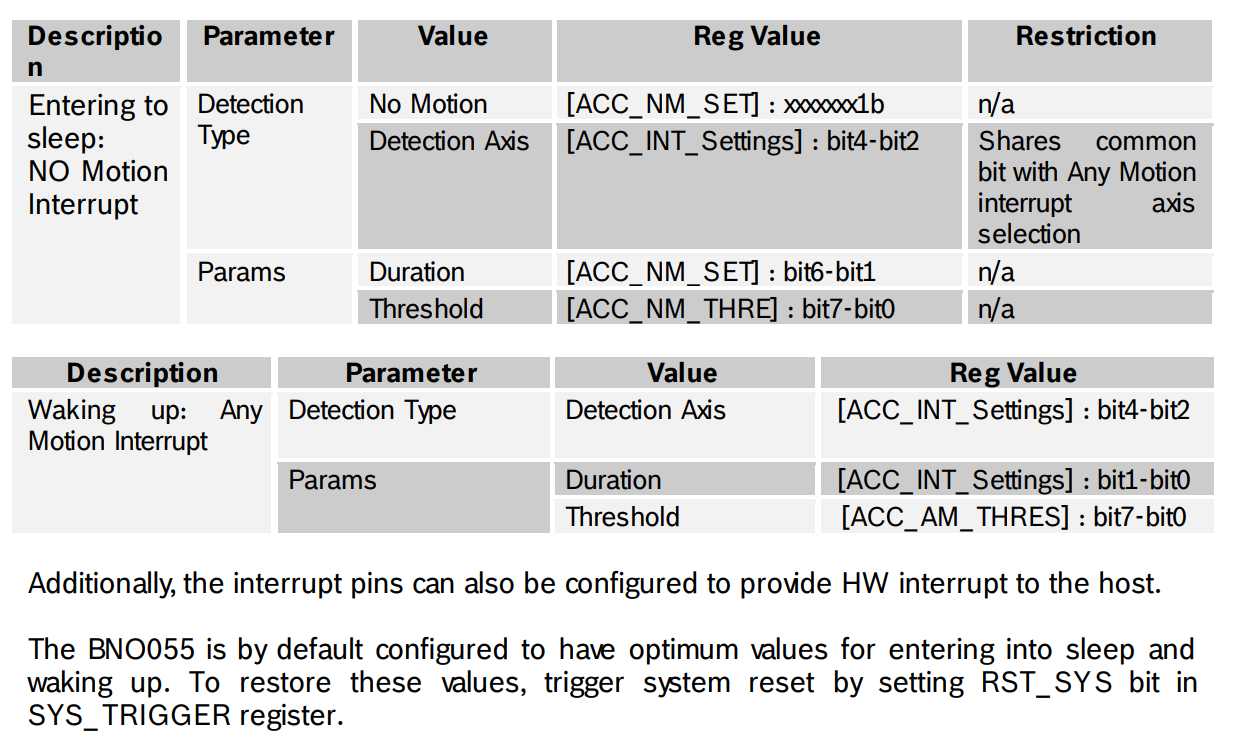 Descriptio
n
Parameter
Value
Reg Value
Restriction
Entering to
sleep:
NO Motion
Interrupt
Detection
Type
No Motion
[ACC_NM_SET] : xxxxxxx1b
n/a
Detection Axis
[ACC_INT_Settings] : bit4-bit2
Shares common
bit with Any Motion
interrupt axis
selection
Params
Duration
[ACC_NM_SET] : bit6-bit1
n/a
Threshold
[ACC_NM_THRE] : bit7-bit0
n/a
Description
Parameter
Value
Reg Value
Waking up: Any
Motion Interrupt
Detection Type
Detection Axis
[ACC_INT_Settings] : bit4-bit2
Params
Duration
[ACC_INT_Settings] : bit1-bit0
Threshold
[ACC_AM_THRES] : bit7-bit0
Additionally, the interrupt pins can also be configured to provide HW interrupt to the host.
The BNO055 is by default configured to have optimum values for entering into sleep and
waking up. To restore these values, trigger system reset by setting RST_SYS bit in
SYS_TRIGGER register.